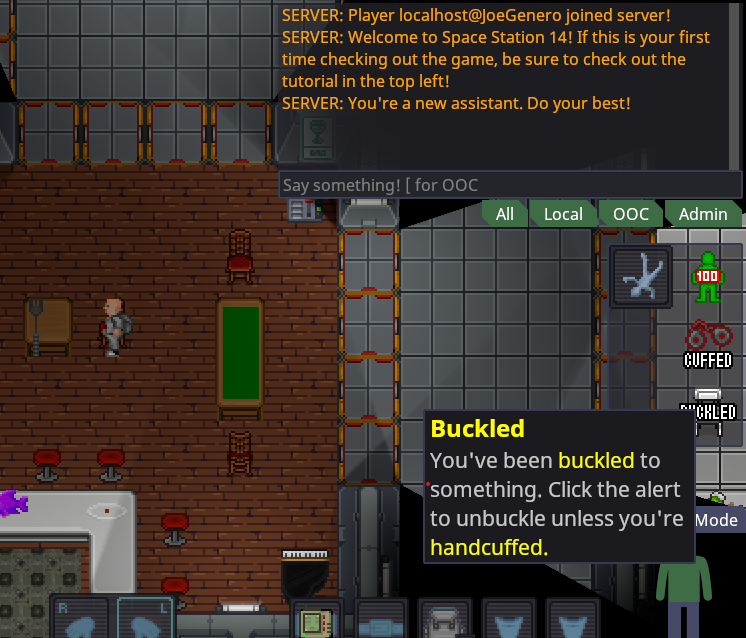 SERVER: Player localhost@JoeGenero joined server!
SERVER: Welcome to Space Station 14! If this is your first
time checking out the game, be sure to check out the
tutorial in the top left!
SERVER: You're a new assistant. Do your best!
Say something! [ for OOC
All
Local
OOC
Admin
100
CUFFED
BUCKLED
Buckled
You've been buckled to
something. Click the alert
to unbuckle unless you're
handcuffed.
Mode
R
L